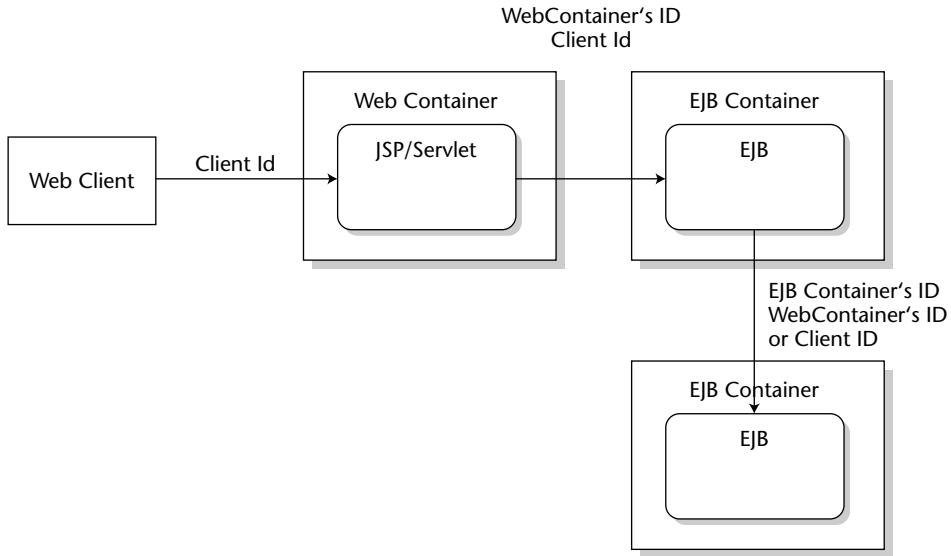 WebContainer‘s ID
Client Id
Web Container
EJB Container
JSP/Servlet
EJB
Client Id
Web Client
EJB Container‘s ID
WebContainer‘s ID
or Client ID
EJB Container
EJB